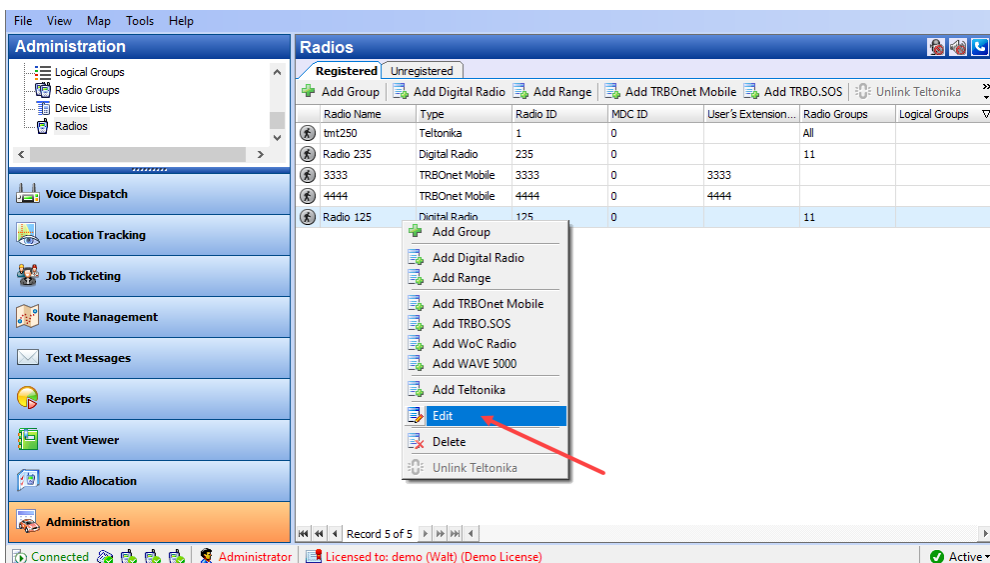 File View Map Tools Help
Administration
Logical Groups
Radio Groups
Device Lists
Radios
Voice Dispatch
Location Tracking
Job Ticketing
Route Management
Text Messages
Reports
Event Viewer
Radio Allocation
Administration
Radios
Registered Unregistered
Add Group Add Digital Radio Add Range Add TRBOnet Mobile Add TRBO.SOS Unlink Teltonika
Radio Name Type Radio ID MDC ID User's Extension... Radio Groups Logical Groups
tmt250 Teltonika 1 0 All
Radio 235 Digital Radio 235 0 11
3333 TRBOnet Mobile 3333 0 3333
4444 TRBOnet Mobile 4444 0 4444
Radio 125 Digital Radio 125 0 11
Add Group
Add Digital Radio
Add Range
Add TRBOnet Mobile
Add TRBO.SOS
Add WoC Radio
Add WAVE 5000
Add Teltonika
Edit
Delete
Unlink Teltonika
Record 5 of 5
Connected Administrator Licensed to: demo (Walt) (Demo License) Active